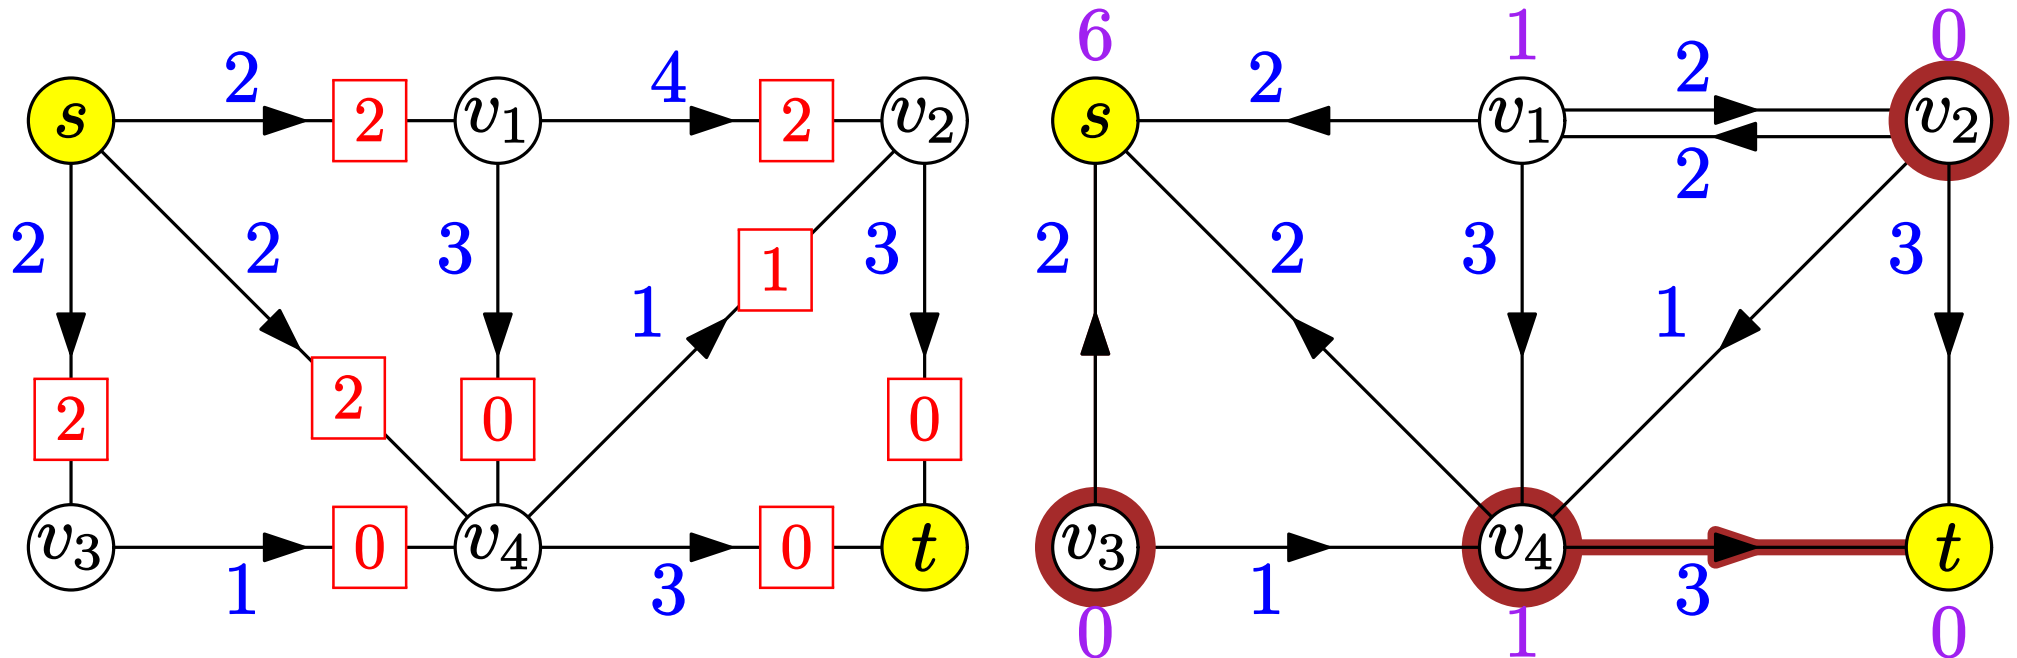 6 1 0
2 4 2 2
s 2 v1 2 v2 s v1 v2
2
2 2 3 3 2 2 3 3
1
1 1
2 2 0 0
v3 0 v4 0 t v3 v4 t
1 3 1 3
0 1 0